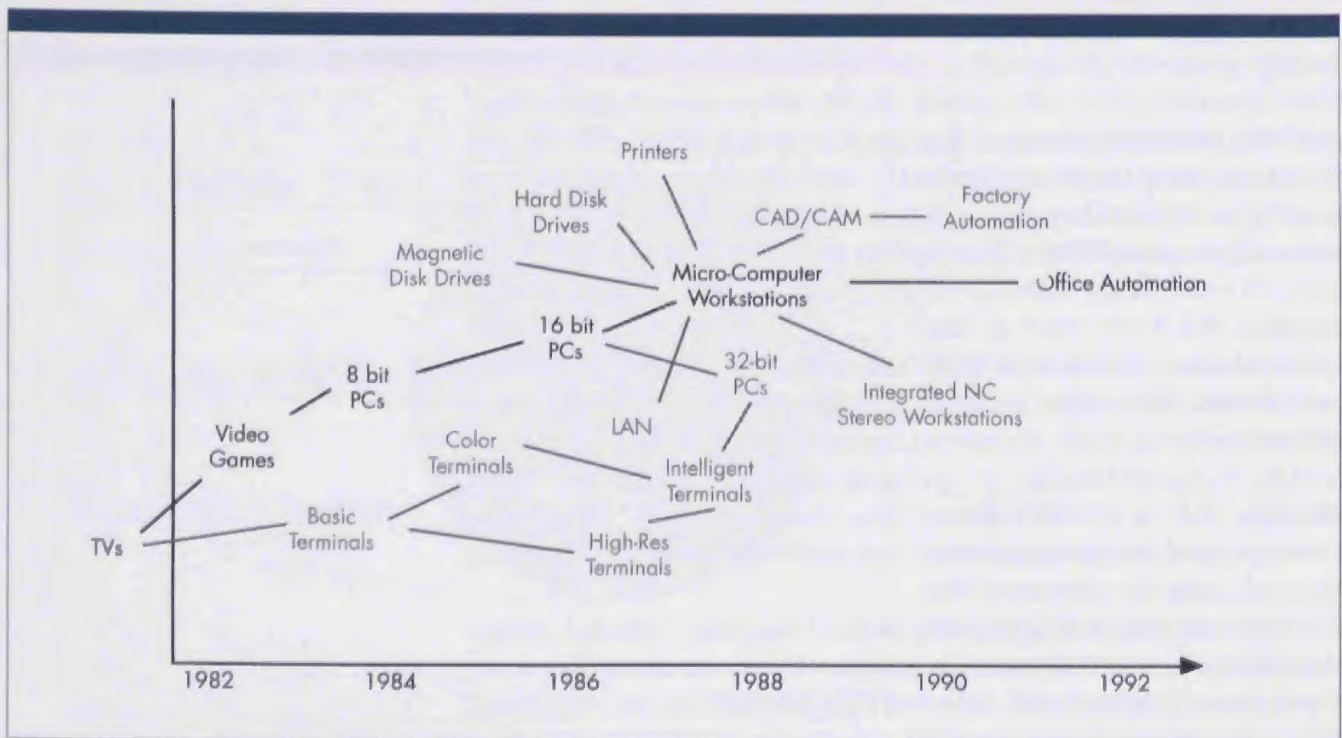 Printers
Hard Disk
Drives
CAD/CAM
Factory
Automation
Magnetic
Disk Drives
Micro-Computer
Workstations
Office Automation
16 bit
PCs
8 bit
PCs
32-bit
PCs
Integrated NC
Stereo Workstations
LAN
Video
Games
Color
Terminals
Intelligent
Terminals
TVs
Basic
Terminals
High-Res
Terminals
1982 1984 1986 1988 1990 1992